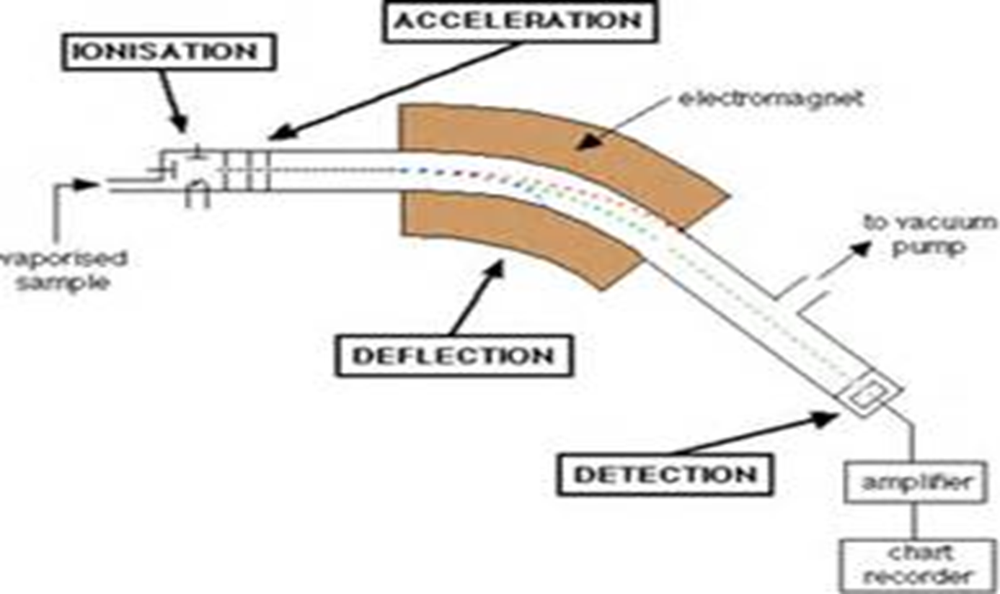 ACCELERATION
IONISATION
electromagnet
to vacuum
pump
vaporised
sample
DEFLECTION
DETECTION
amplifier
chart
recorder